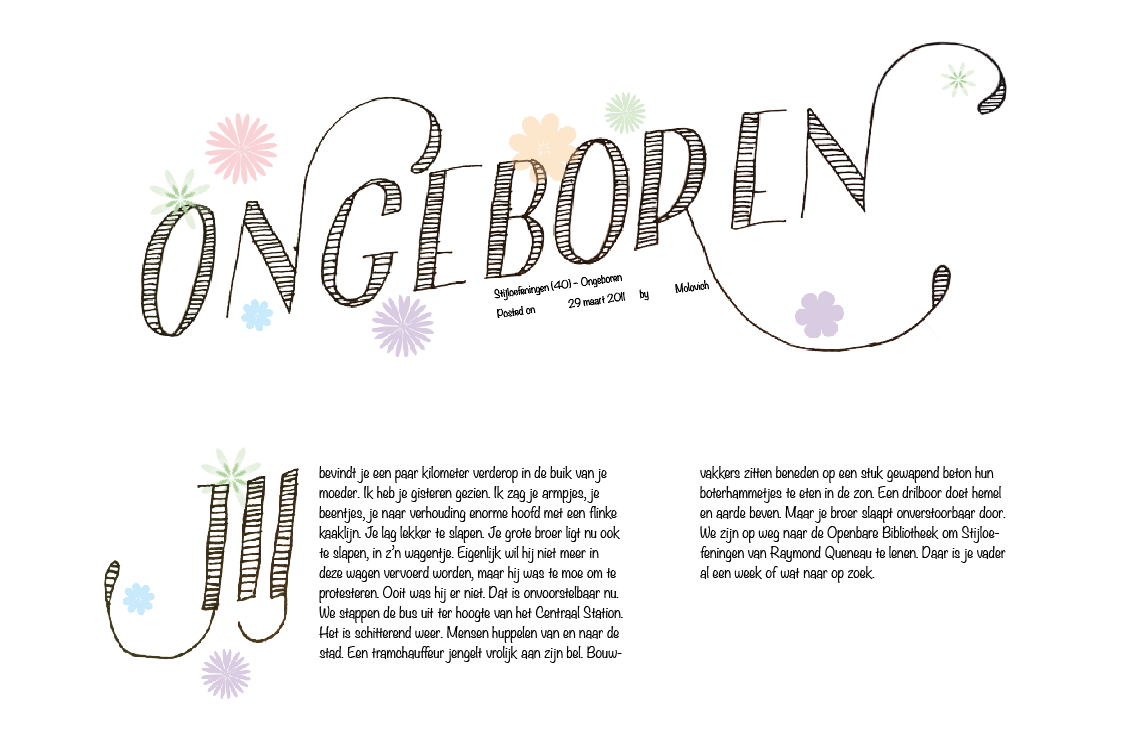 ONGEBOREN
Stijloefeningen (40) – Ongeboren
Posted on 29 maart 2011 by Molovich
JIJ
bevindt je een paar kilometer verderop in de buik van je
moeder. Ik heb je gisteren gezien. Ik zag je armpjes, je
beentjes, je naar verhouding enorme hoofd met een flinke
kaaklijn. Je lag lekker te slapen. Je grote broer ligt nu ook
te slapen, in z'n wagentje. Eigenlijk wil hij niet meer in
deze wagen vervoerd worden, maar hij was te moe om te
protesteren. Ooit was hij er niet. Dat is onvoorstelbaar nu.
We stappen de bus uit ter hoogte van het Centraal Station.
Het is schitterend weer. Mensen huppelen van en naar de
stad. Een tramchauffeur jengelt vrolijk aan zijn bel. Bouw-
vakkers zitten beneden op een stuk gewapend beton hun
boterhammetjes te eten in de zon. Een drilboor doet hemel
en aarde beven. Maar je broer slaapt onverstoorbaar door.
We zijn op weg naar de Openbare Bibliotheek om Stijloe-
feningen van Raymond Queneau te lenen. Daar is je vader
al een week of wat naar op zoek.